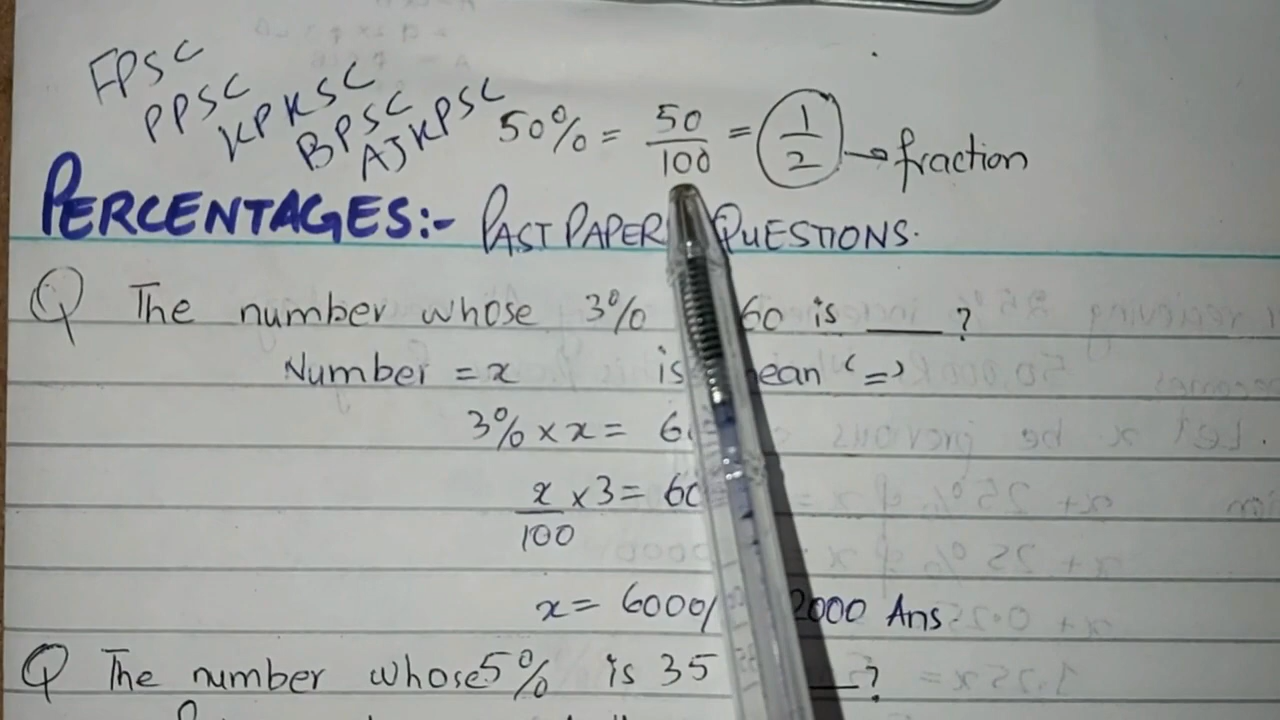 FPSC
PPSC
KPKSC
BPSC
AJKPSC
50% = 50/100 = 1/2 → fraction
PERCENTAGES:- PAST PAPER QUESTIONS.
Q The number whose 3% 60 is ____ ?
Number = x is mean (=)
3% × x = 6
x/100 × 3 = 60
x = 6000/ 2000 Ans.
Q The number whose 5% is 35 ___?